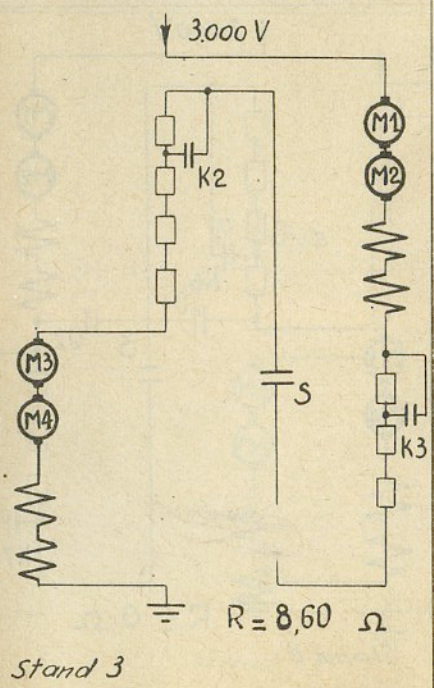 3.000 V
M1
M2
K2
M3
M4
S
K3
R = 8,60 Ω
Stand 3